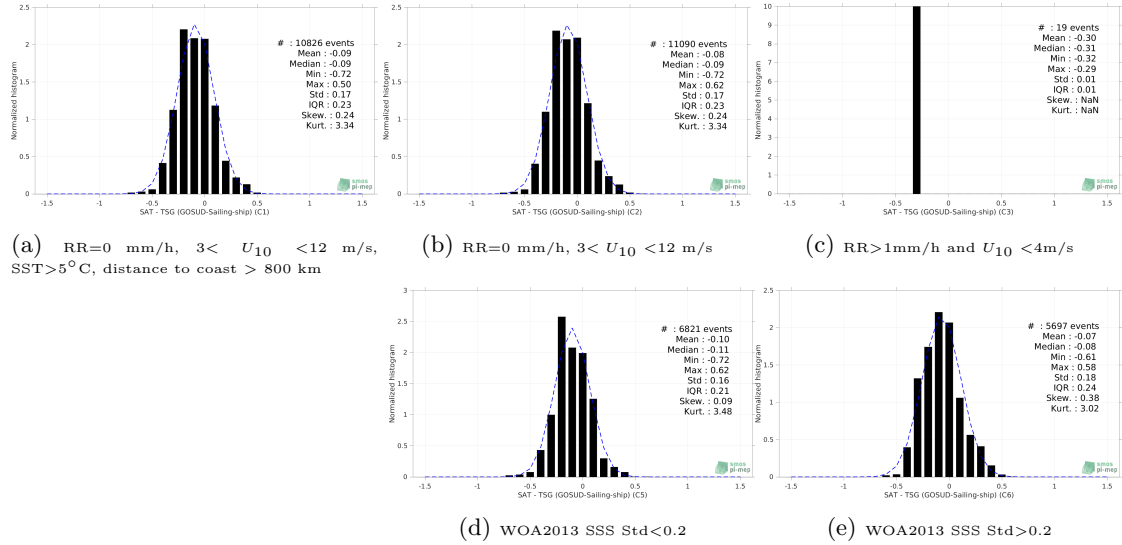 2.5
2
1.5
1
0.5
0
Normalized histogram
# : 10826 events
Mean : -0.09
Median : -0.09
Min : -0.72
Max : 0.50
Std : 0.17
IQR : 0.23
Skew. : 0.24
Kurt. : 3.34
smos
pi-mep
-1.5 -1 -0.5 0 0.5 1 1.5
SAT - TSG (GOSUD-Sailing-ship) (C1)
(a) RR=0 mm/h, 3< U10 <12 m/s,
SST>5°C, distance to coast > 800 km
2.5
2
1.5
1
0.5
0
Normalized histogram
# : 11090 events
Mean : -0.08
Median : -0.09
Min : -0.72
Max : 0.62
Std : 0.17
IQR : 0.23
Skew. : 0.24
Kurt. : 3.34
smos
pi-mep
-1.5 -1 -0.5 0 0.5 1 1.5
SAT - TSG (GOSUD-Sailing-ship) (C2)
(b) RR=0 mm/h, 3< U10 <12 m/s
10
9
8
7
6
5
4
3
2
1
0
Normalized histogram
# : 19 events
Mean : -0.30
Median : -0.31
Min : -0.32
Max : -0.29
Std : 0.01
IQR : 0.01
Skew. : NaN
Kurt. : NaN
smos
pi-mep
-1.5 -1 -0.5 0 0.5 1 1.5
SAT - TSG (GOSUD-Sailing-ship) (C3)
(c) RR>1mm/h and U10 <4m/s
3
2.5
2
1.5
1
0.5
0
Normalized histogram
# : 6821 events
Mean : -0.10
Median : -0.11
Min : -0.72
Max : 0.62
Std : 0.16
IQR : 0.21
Skew. : 0.09
Kurt. : 3.48
smos
pi-mep
-1.5 -1 -0.5 0 0.5 1 1.5
SAT - TSG (GOSUD-Sailing-ship) (C5)
(d) WOA2013 SSS Std<0.2
2.5
2
1.5
1
0.5
0
Normalized histogram
# : 5697 events
Mean : -0.07
Median : -0.08
Min : -0.61
Max : 0.58
Std : 0.18
IQR : 0.24
Skew. : 0.38
Kurt. : 3.02
smos
pi-mep
-1.5 -1 -0.5 0 0.5 1 1.5
SAT - TSG (GOSUD-Sailing-ship) (C6)
(e) WOA2013 SSS Std>0.2